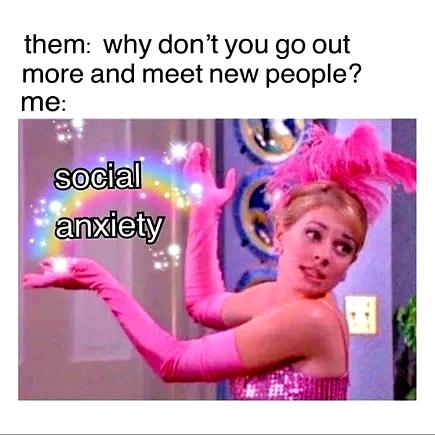 them:  why don't you go out
more and meet new people?
me:
social
anxiety